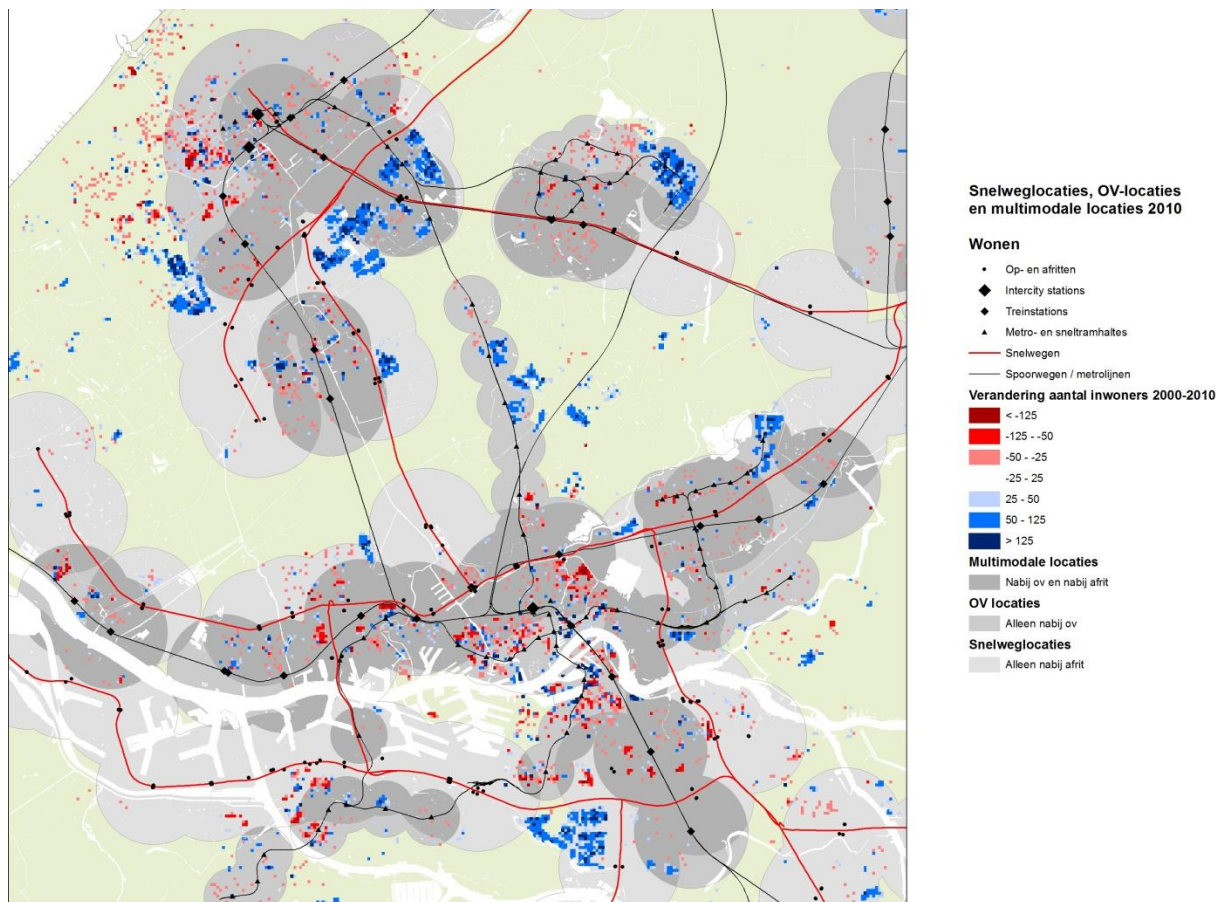 Snelweglocaties, OV-locaties
en multimodale locaties 2010
Wonen
Op- en afritten
Intercity stations
Treinstations
Metro- en sneltramhaltes
Snelwegen
Spoorwegen / metrolijnen
Verandering aantal inwoners 2000-2010
< -125
-125 - -50
-50 - -25
-25 - 25
25 - 50
50 - 125
> 125
Multimodale locaties
Nabij ov en nabij afrit
OV locaties
Alleen nabij ov
Snelweglocaties
Alleen nabij afrit